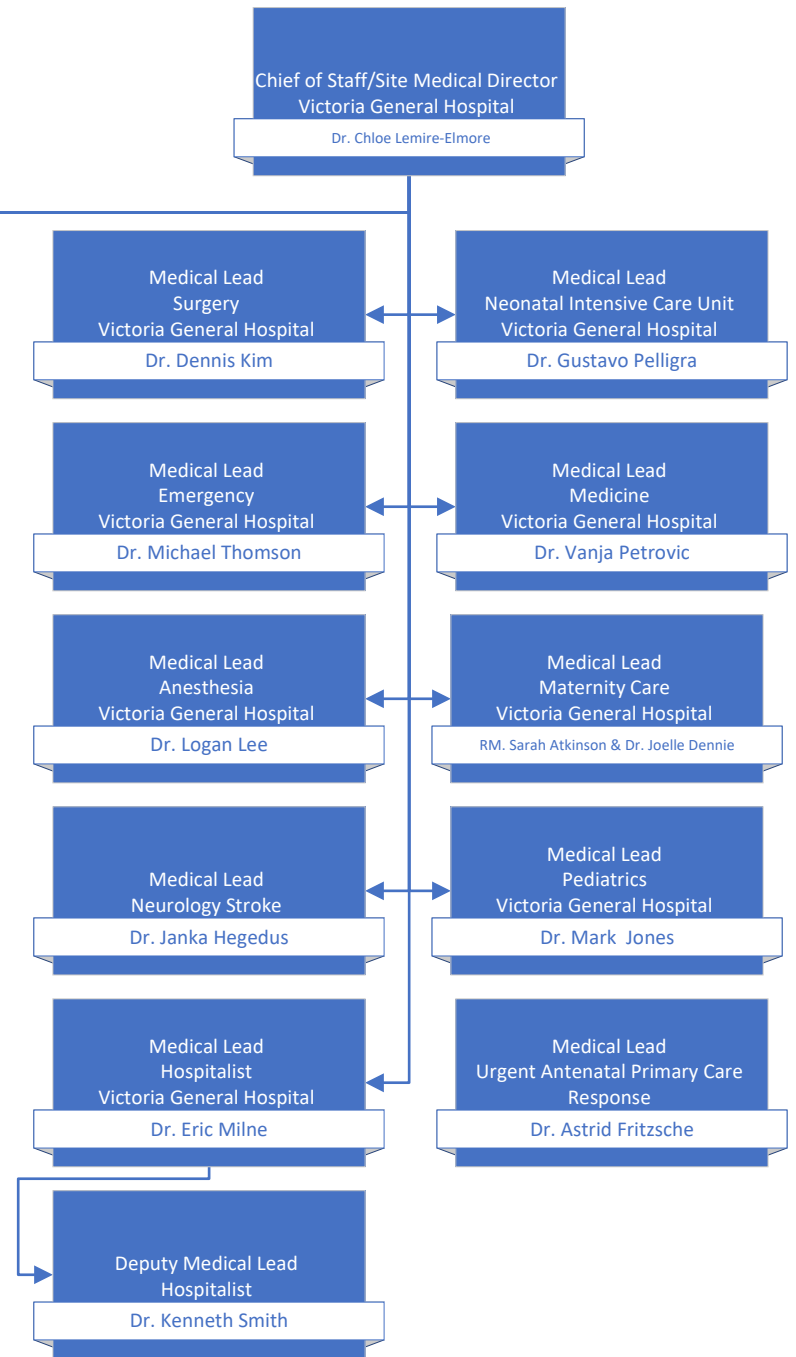 Chief of Staff/Site Medical Director
Victoria General Hospital
Dr. Chloe Lemire-Elmore
Medical Lead
Surgery
Victoria General Hospital
Dr. Dennis Kim
Medical Lead
Neonatal Intensive Care Unit
Victoria General Hospital
Dr. Gustavo Pelligra
Medical Lead
Emergency
Victoria General Hospital
Dr. Michael Thomson
Medical Lead
Medicine
Victoria General Hospital
Dr. Vanja Petrovic
Medical Lead
Anesthesia
Victoria General Hospital
Dr. Logan Lee
Medical Lead
Maternity Care
Victoria General Hospital
RM. Sarah Atkinson & Dr. Joelle Dennie
Medical Lead
Neurology Stroke
Dr. Janka Hegedus
Medical Lead
Pediatrics
Victoria General Hospital
Dr. Mark  Jones
Medical Lead
Hospitalist
Victoria General Hospital
Dr. Eric Milne
Medical Lead
Urgent Antenatal Primary Care
Response
Dr. Astrid Fritzsche
Deputy Medical Lead
Hospitalist
Dr. Kenneth Smith